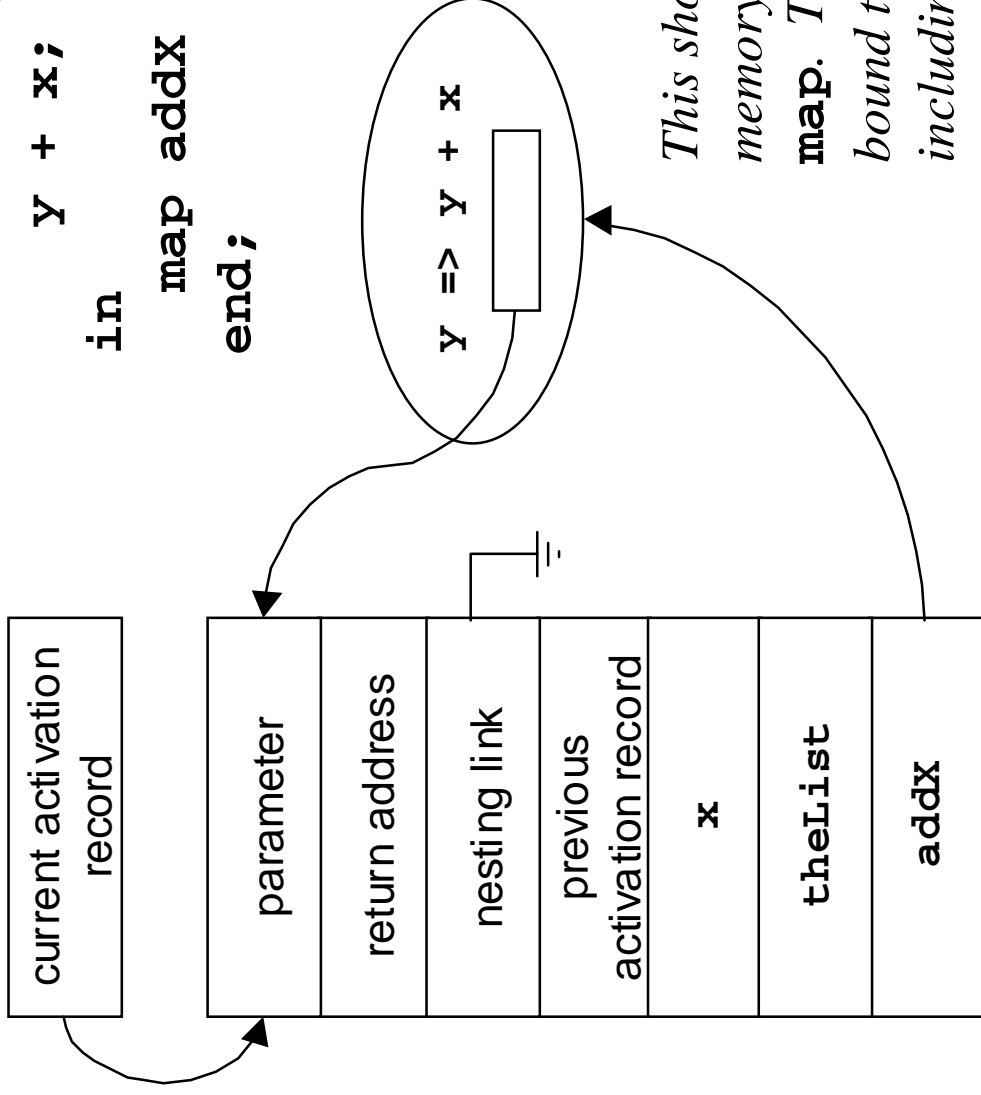 y + x;
in
map addX
end;
current activation
record
parameter
return address
nesting link
previous
activation record
x
theList
addX
y => y + x
This sho
memory
map. T
bound t
includin